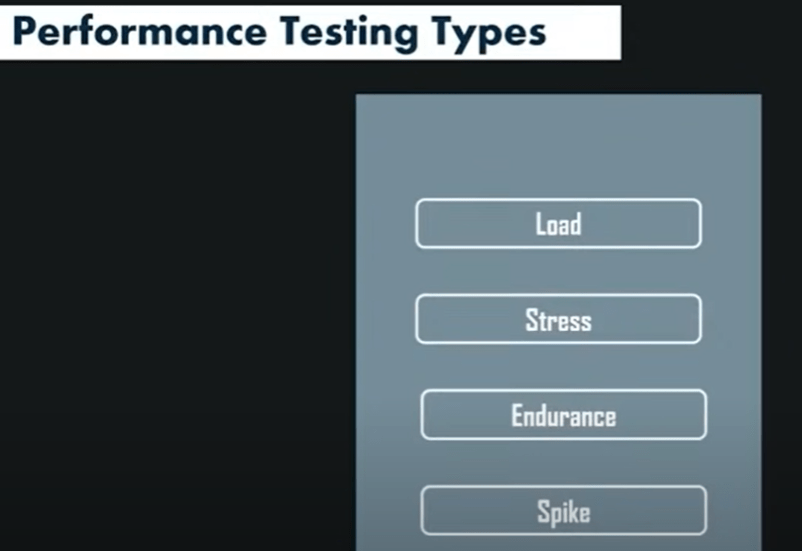 Performance Testing Types
Load
Stress
Endurance
Spike